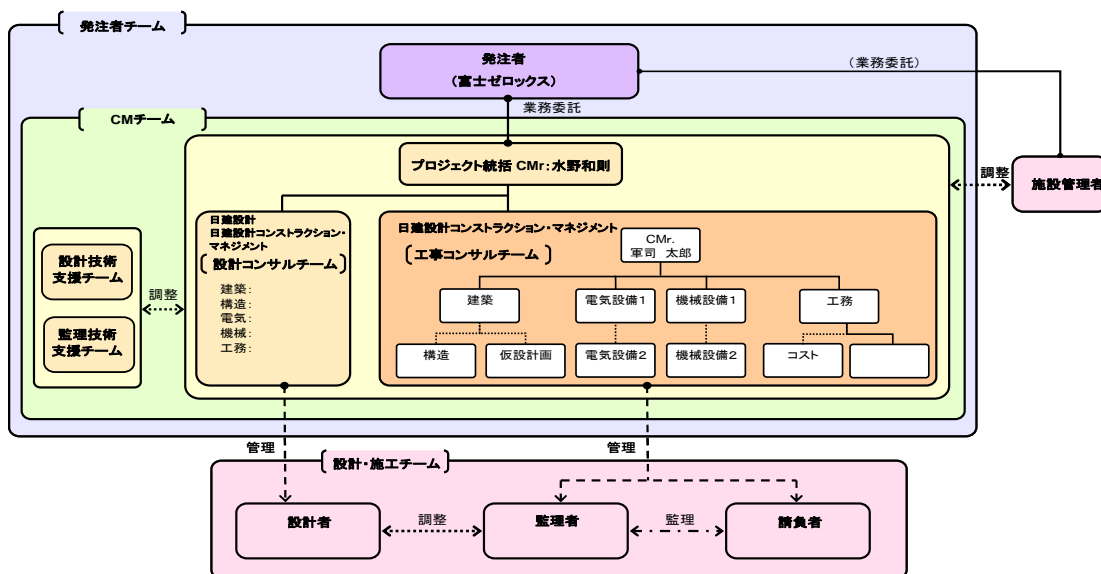 発注者チーム
発注者
(富士ゼロックス)
(業務委託)
業務委託
CMチーム
プロジェクト統括 CMr:水野和則
調整
施設管理者
日建設計
日建設計コンストラクション・
マネジメント
設計コンサルチーム
建築:
構造:
電気:
機械:
工務:
日建設計コンストラクション・マネジメント
工事コンサルチーム
CMr.
軍司 太郎
建築
電気設備1
機械設備1
工務
構造
仮設計画
電気設備2
機械設備2
コスト
設計技術
支援チーム
調整
監理技術
支援チーム
管理
管理
設計・施工チーム
設計者
調整
監理者
監理
請負者